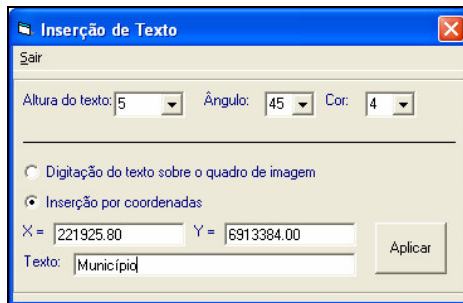 Inserção de Texto
Sair
Altura do texto: 5 Ângulo: 45 Cor: 4
Digitação do texto sobre o quadro de imagem
Inserção por coordenadas
X = 221925.80 Y = 6913384.00
Aplicar
Texto: Município